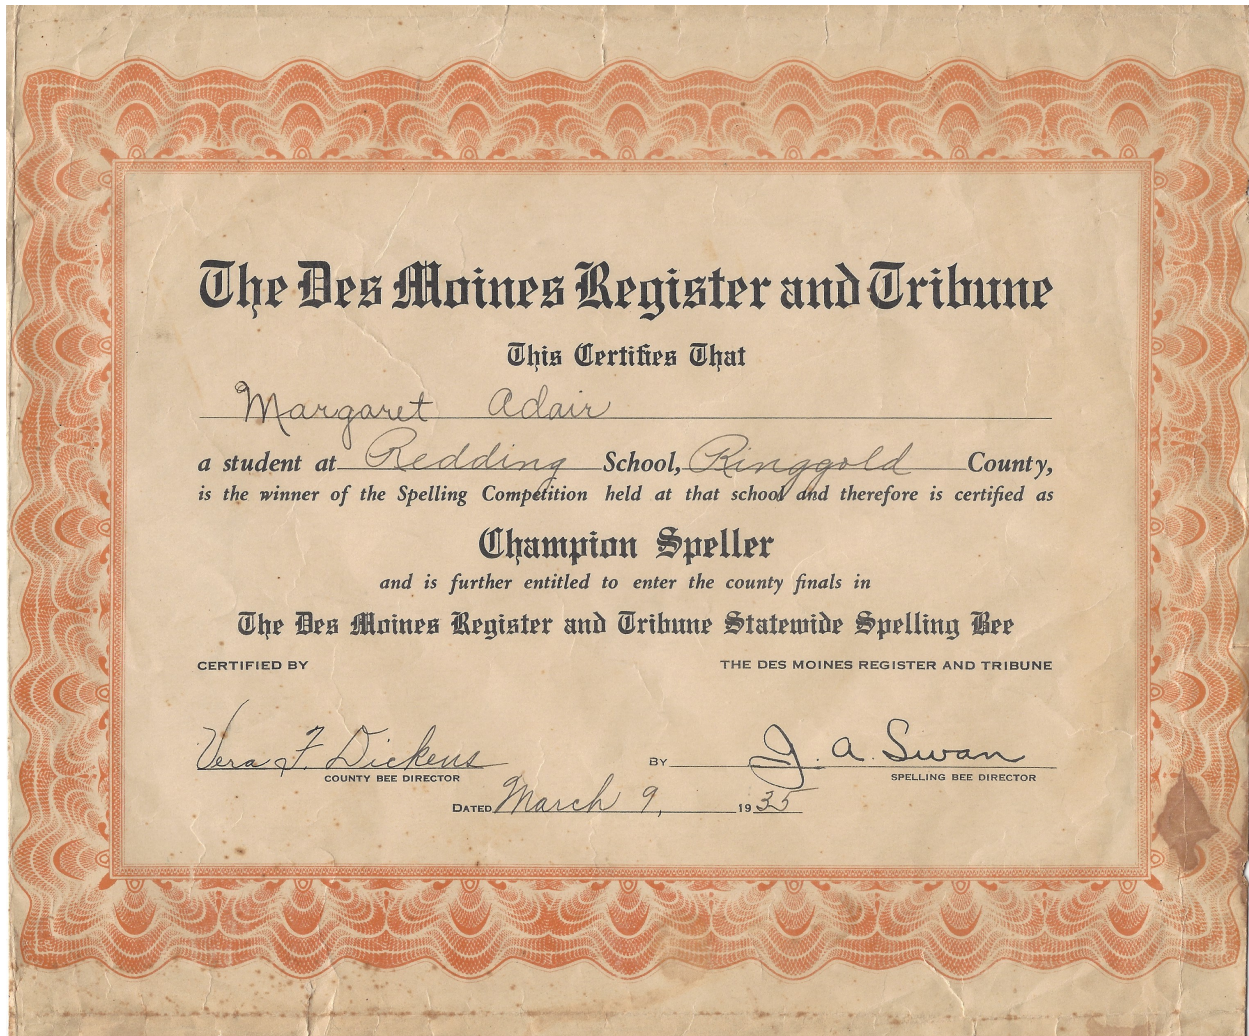 The Des Moines Register and Tribune
This Certifies That
Margaret Adair
a student at Redding School, Ringgold County,
is the winner of the Spelling Competition held at that school and therefore is certified as
Champion Speller
and is further entitled to enter the county finals in
The Des Moines Register and Tribune Statewide Spelling Bee
CERTIFIED BY THE DES MOINES REGISTER AND TRIBUNE
Vera F. Dickens BY J. A. Swan
COUNTY BEE DIRECTOR SPELLING BEE DIRECTOR
DATED March 9, 1935